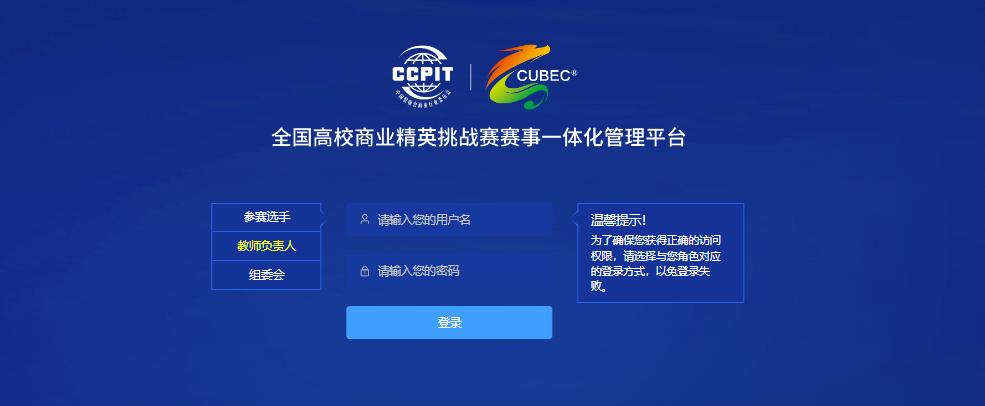 CCPIT
CUBEC®
全国高校商业精英挑战赛赛事一体化管理平台
参赛选手
教师负责人
组委会
请输入您的用户名
请输入您的密码
登录
温馨提示!
为了确保您获得正确的访问
权限，请选择与您角色对应
的登录方式，以免登录失
败。